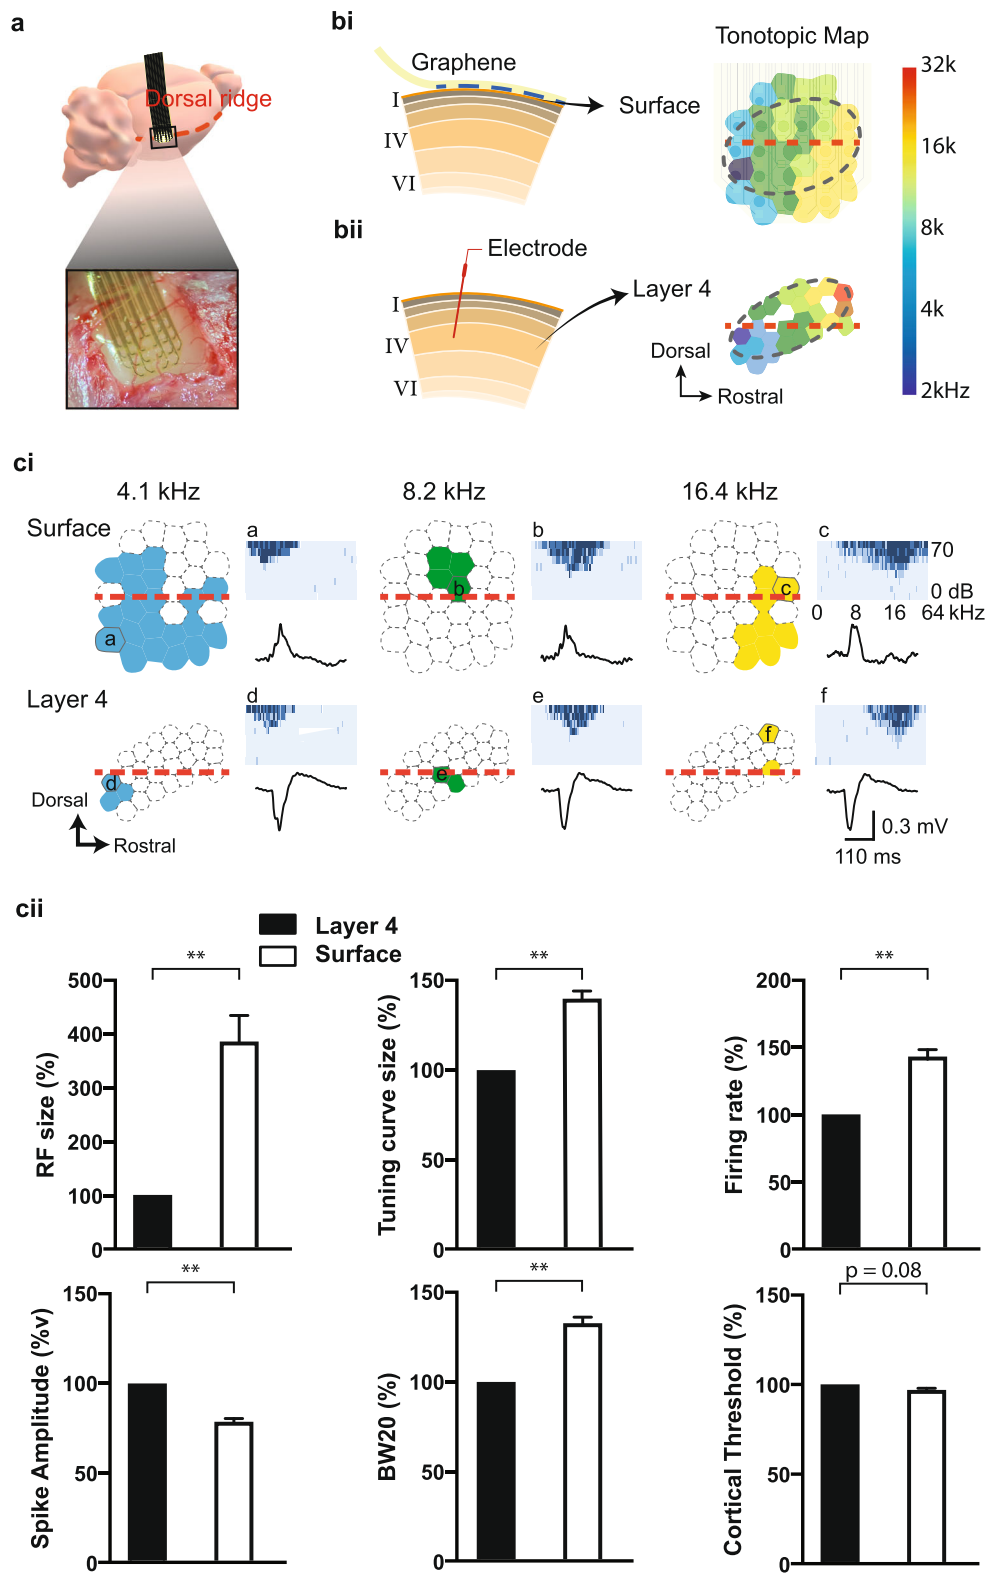 a
Dorsal ridge
bi
Graphene
I
IV
VI
Surface
Tonotopic Map
32k
16k
8k
4k
2kHz
bii
Electrode
I
IV
VI
Layer 4
Dorsal
Rostral
ci
4.1 kHz
8.2 kHz
16.4 kHz
Surface
a
a
b
b
c
c
70
0 dB
0 8 16 64 kHz
Layer 4
d
d
e
e
f
f
Dorsal
Rostral
0.3 mV
110 ms
cii
Layer 4
Surface
RF size (%)
500
400
300
200
100
0
**
Tuning curve size (%)
150
100
50
0
**
Firing rate (%)
200
150
100
50
0
**
Spike Amplitude (%v)
150
100
50
0
**
BW20 (%)
150
100
50
0
**
Cortical Threshold (%)
150
100
50
0
p = 0.08